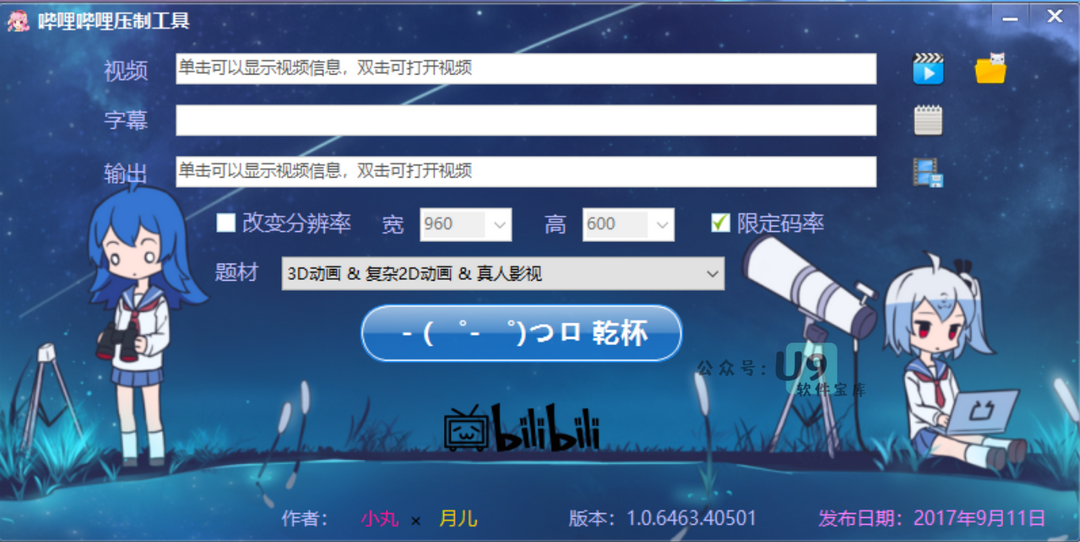 哔哩哔哩压制工具
视频 单击可以显示视频信息，双击可打开视频
字幕
输出 单击可以显示视频信息，双击可打开视频
改变分辨率 宽 960 高 600 限定码率
题材 3D动画 & 复杂2D动画 & 真人影视
- ( ゜- ゜)つロ 乾杯
公众号：U9
软件宝库
bilibili
作者： 小丸 × 月儿 版本：1.0.6463.40501 发布日期：2017年9月11日